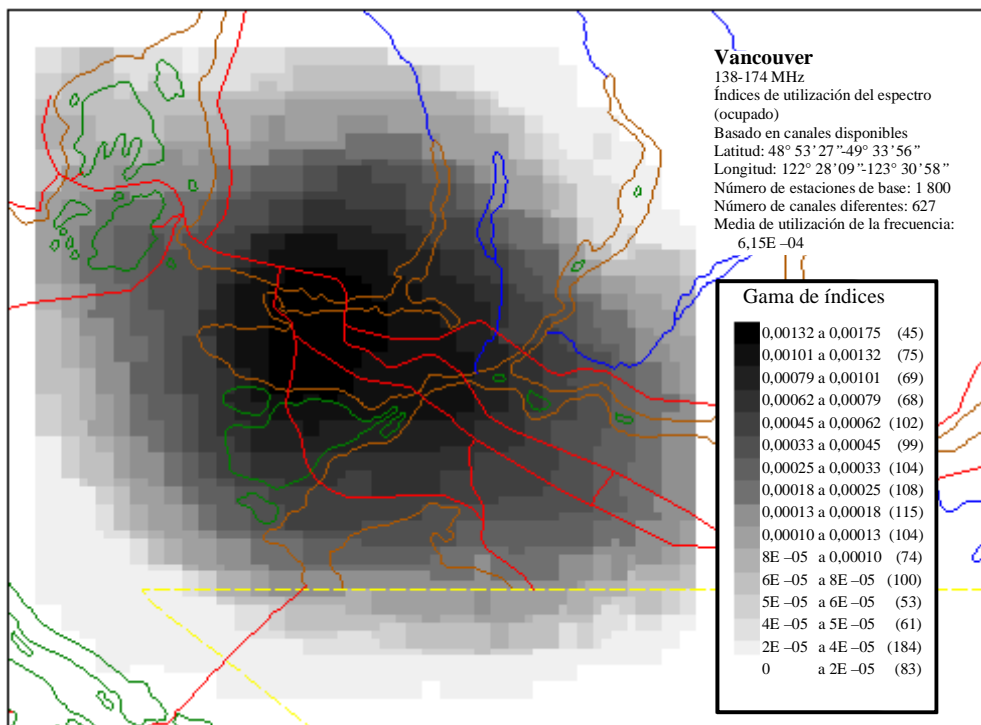 Vancouver
138-174 MHz
Índices de utilización del espectro
(ocupado)
Basado en canales disponibles
Latitud: 48° 53’27”-49° 33’56”
Longitud: 122° 28’09”-123° 30’58”
Número de estaciones de base: 1 800
Número de canales diferentes: 627
Media de utilización de la frecuencia:
6,15E –04
Gama de índices
0,00132 a 0,00175 (45)
0,00101 a 0,00132 (75)
0,00079 a 0,00101 (69)
0,00062 a 0,00079 (68)
0,00045 a 0,00062 (102)
0,00033 a 0,00045 (99)
0,00025 a 0,00033 (104)
0,00018 a 0,00025 (108)
0,00013 a 0,00018 (115)
0,00010 a 0,00013 (104)
8E –05 a 0,00010 (74)
6E –05 a 8E –05 (100)
5E –05 a 6E –05 (53)
4E –05 a 5E –05 (61)
2E –05 a 4E –05 (184)
0 a 2E –05 (83)